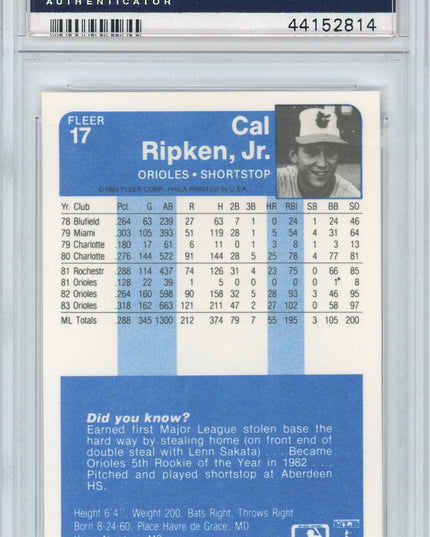 AUTHENTICATOR
44152814
FLEER
17
Cal
Ripken, Jr.
ORIOLES • SHORTSTOP
©1984 FLEER CORP. PHILA PRINTED IN U.S.A.
Yr. Club Pct. G AB R H 2B 3B HR RBI SB BB SO
78 Blufield .264 63 239 27 63 7 1 0 24 1 24 46
79 Miami .303 105 393 51 119 28 1 5 54 4 31 64
79 Charlotte .180 17 61 6 11 0 1 3 8 1 3 13
80 Charlotte .276 144 522 91 144 28 5 25 78 4 77 81
81 Rochestr .288 114 437 74 126 31 4 23 75 0 66 85
81 Orioles .128 22 39 1 5 0 0 0 0 0 1* 8
82 Orioles .264 160 598 90 158 32 5 28 93 3 46 95
83 Orioles .318 162 663 121 211 47 2 27 102 0 58 97
ML Totals .288 345 1300 212 374 79 7 55 195 3 105 200
Did you know?
Earned first Major League stolen base the
hard way by stealing home (on front end of
double steal with Lenn Sakata) . . . Became
Orioles 5th Rookie of the Year in 1982 . . .
Pitched and played shortstop at Aberdeen
HS.
Height 6'4", Weight 200, Bats Right, Throws Right
Born 8-24-60, Place Havre de Grace, MD